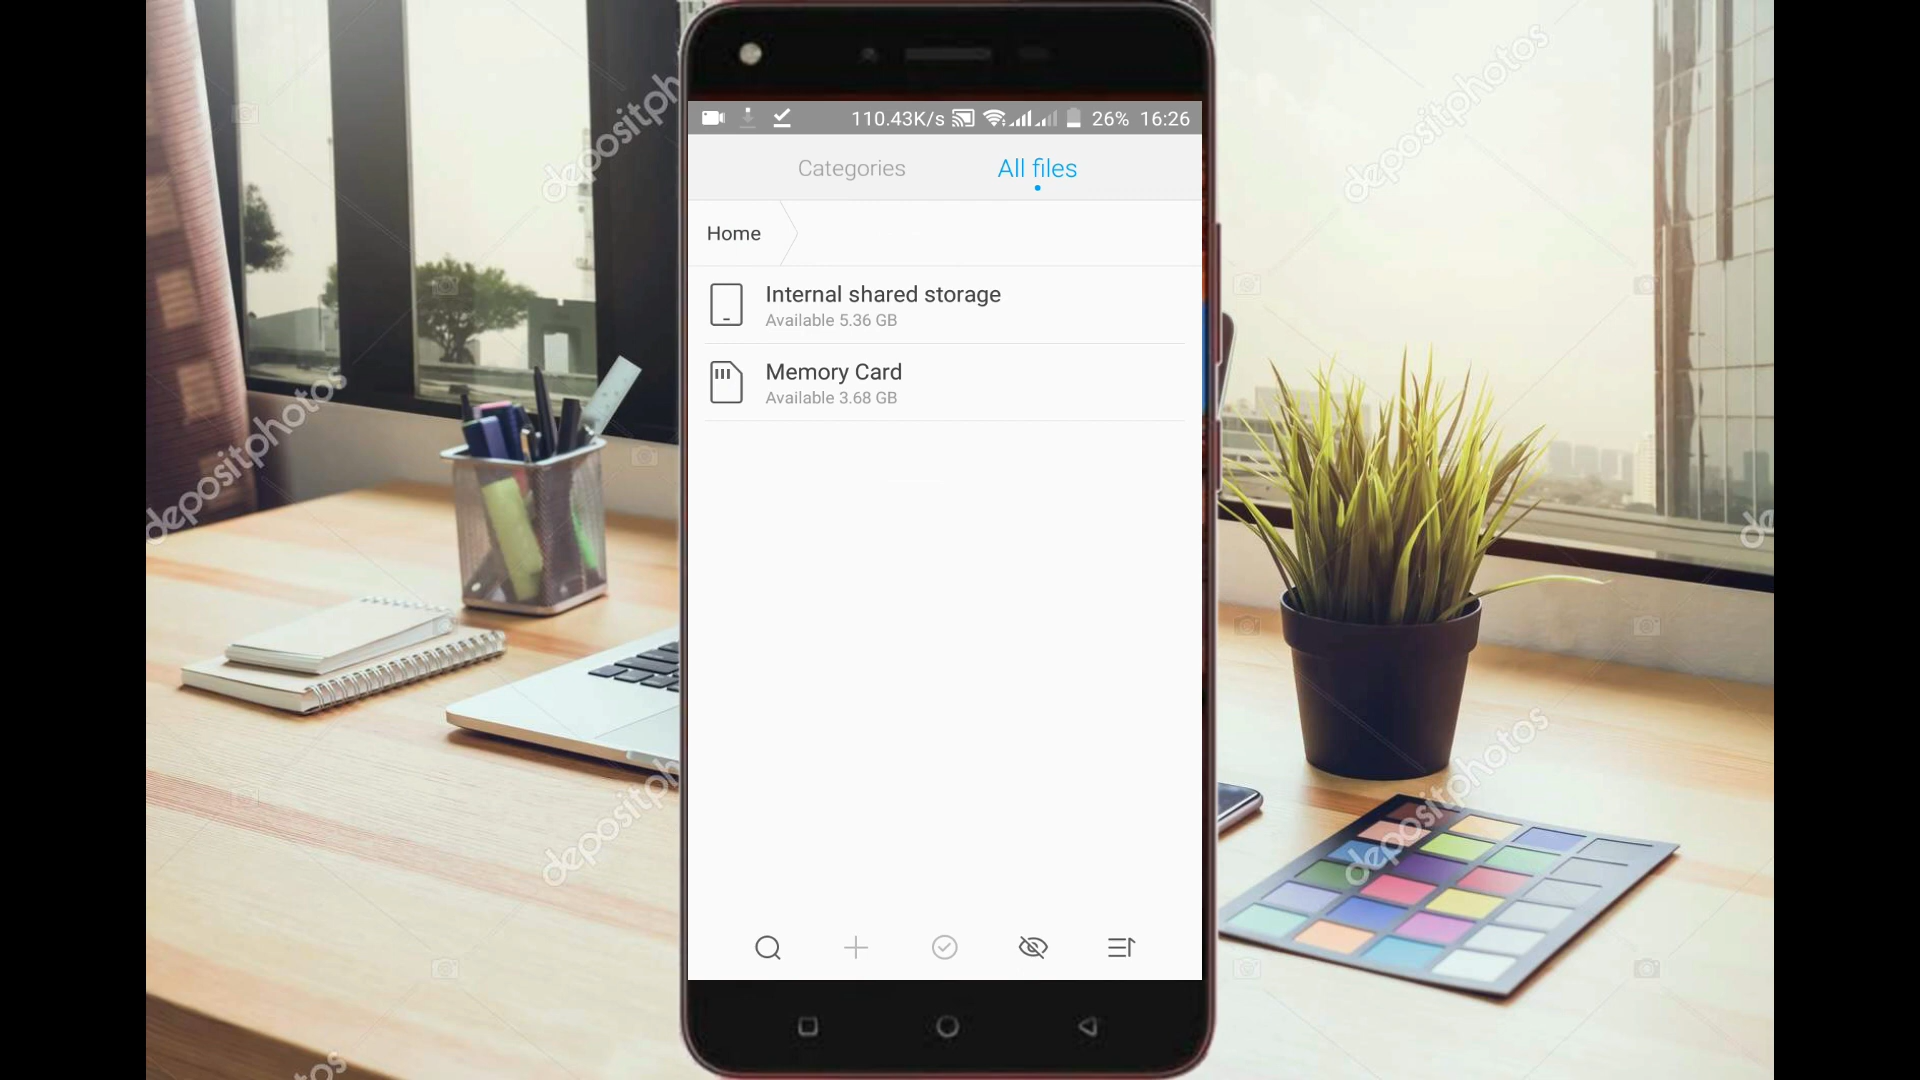 110.43K/s 26% 16:26
Categories All files
Home
Internal shared storage
Available 5.36 GB
Memory Card
Available 3.68 GB
depositphotos
depositphotos
depositphotos
depositphotos
depositphotos